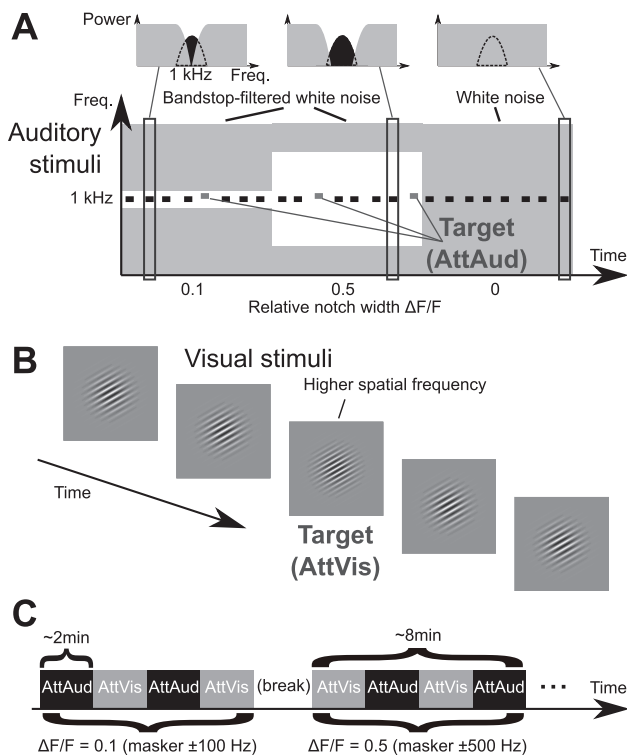 A
Power
1 kHz
Freq.
Freq.
Bandstop-filtered white noise
White noise
Auditory
stimuli
1 kHz
Target
(AttAud)
Time
0.1
0.5
0
Relative notch width ΔF/F
B
Visual stimuli
Higher spatial frequency
Time
Target
(AttVis)
C
~2min
~8min
AttAud AttVis AttAud AttVis (break) AttVis AttAud AttVis AttAud ... Time
ΔF/F = 0.1 (masker ±100 Hz)
ΔF/F = 0.5 (masker ±500 Hz)